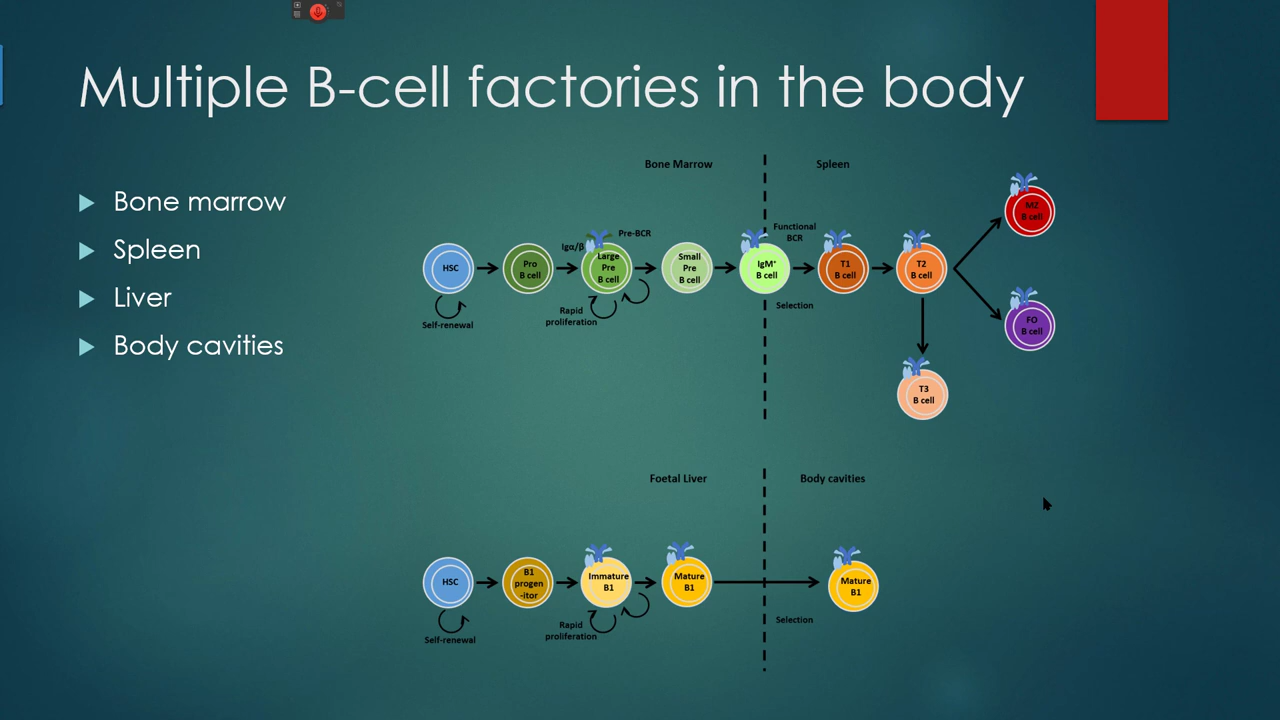 Multiple B-cell factories in the body
Bone marrow
Spleen
Liver
Body cavities
Bone Marrow
Spleen
HSC
Self-renewal
Pro
B cell
Igα/β
Large
Pre
B cell
Pre-BCR
Rapid
proliferation
Small
Pre
B cell
IgM⁺
B cell
Functional
BCR
Selection
T1
B cell
T2
B cell
MZ
B cell
FO
B cell
T3
B cell
Foetal Liver
Body cavities
HSC
Self-renewal
B1
progen
-itor
Immature
B1
Rapid
proliferation
Mature
B1
Selection
Mature
B1